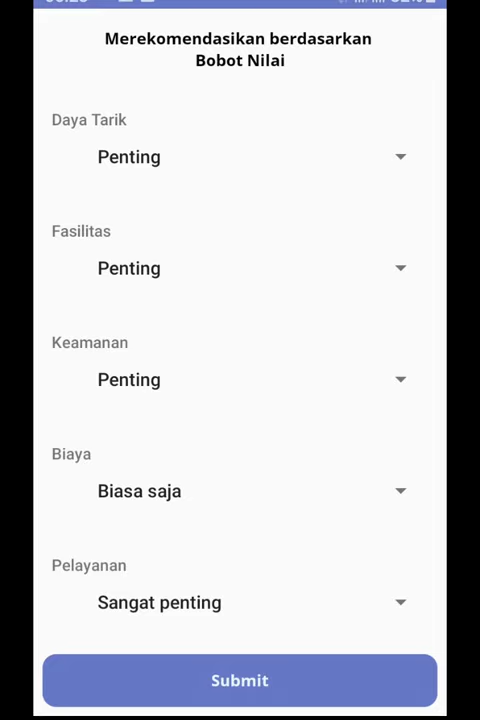 Merekomendasikan berdasarkan
Bobot Nilai
Daya Tarik
Penting
Fasilitas
Penting
Keamanan
Penting
Biaya
Biasa saja
Pelayanan
Sangat penting
Submit